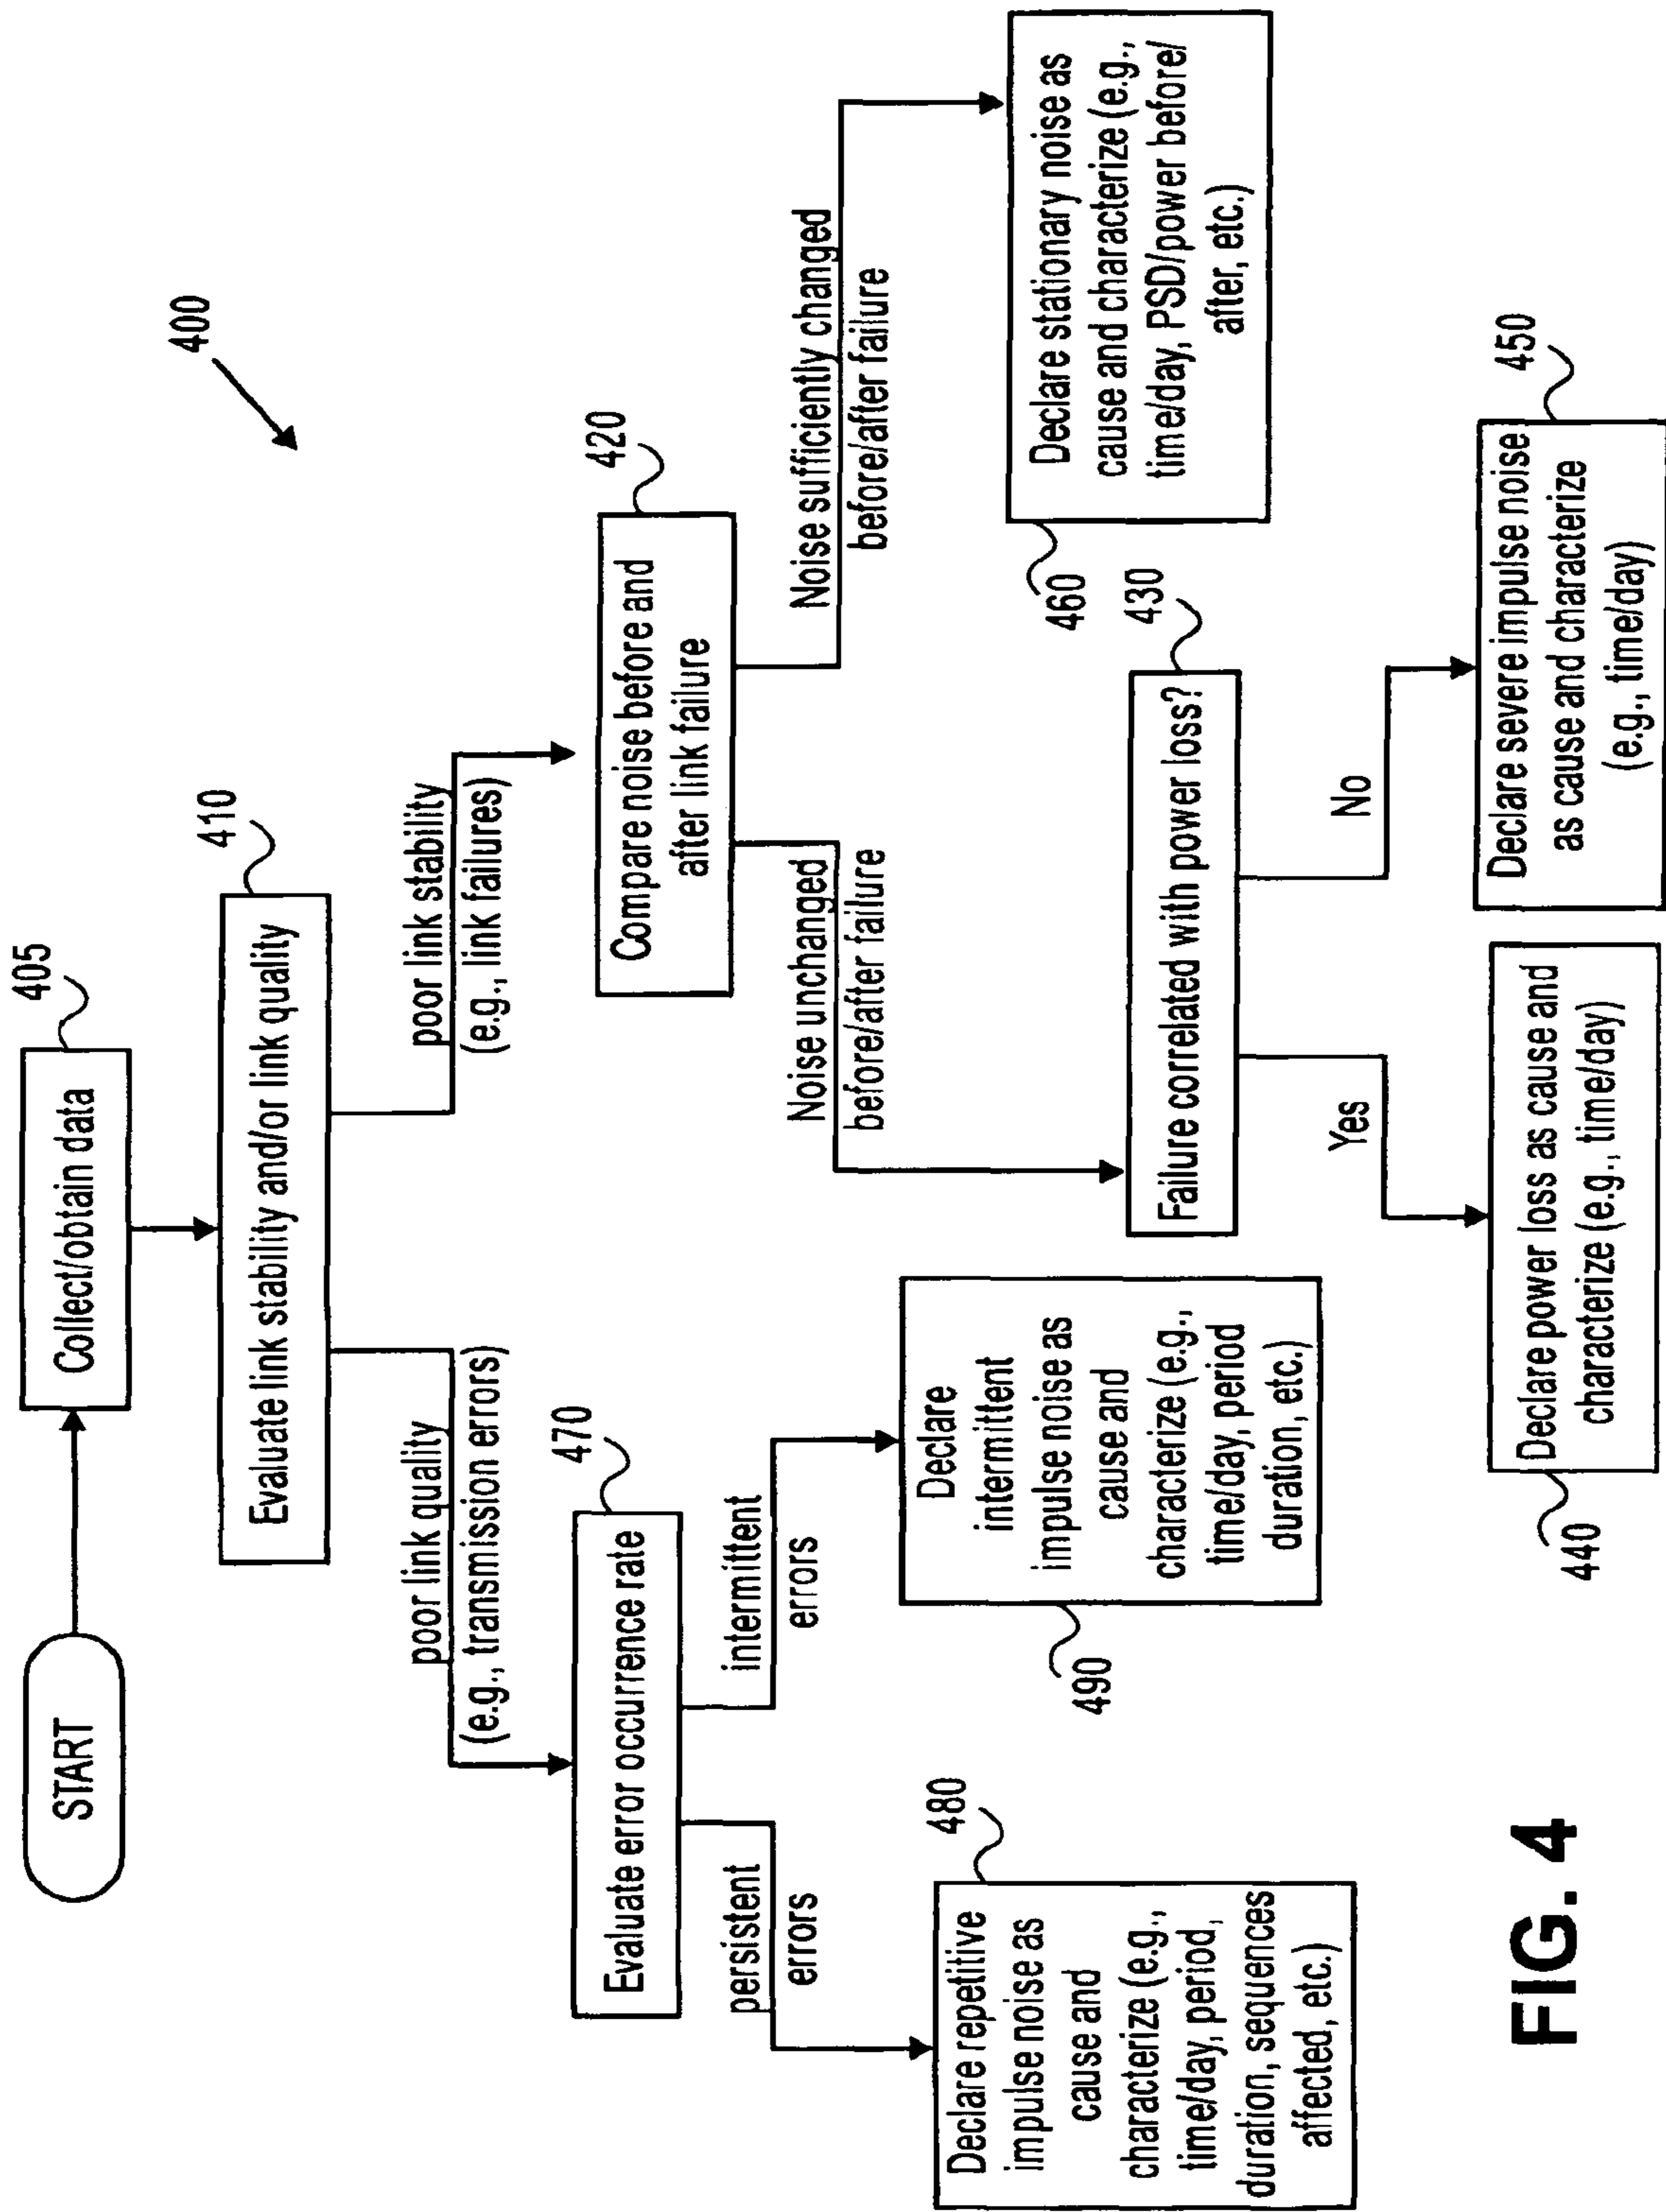 400
START
Collect/obtain data
405
Evaluate link stability and/or link quality
410
poor link quality
(e.g., transmission errors)
poor link stability
(e.g., link failures)
Evaluate error occurrence rate
470
Compare noise before and
after link failure
420
persistent
errors
intermittent
errors
Noise unchanged
before/after failure
Noise sufficiently changed
before/after failure
Declare repetitive
impulse noise as
cause and
characterize (e.g.,
time/day, period,
duration, sequences
affected, etc.)
480
Declare
intermittent
impulse noise as
cause and
characterize (e.g.,
time/day, period
duration, etc.)
490
Failure correlated with power loss?
430
Declare stationary noise as
cause and characterize (e.g.,
time/day, PSD/power before/
after, etc.)
460
Yes
No
Declare power loss as cause and
characterize (e.g., time/day)
440
Declare severe impulse noise
as cause and characterize
(e.g., time/day)
450
FIG. 4